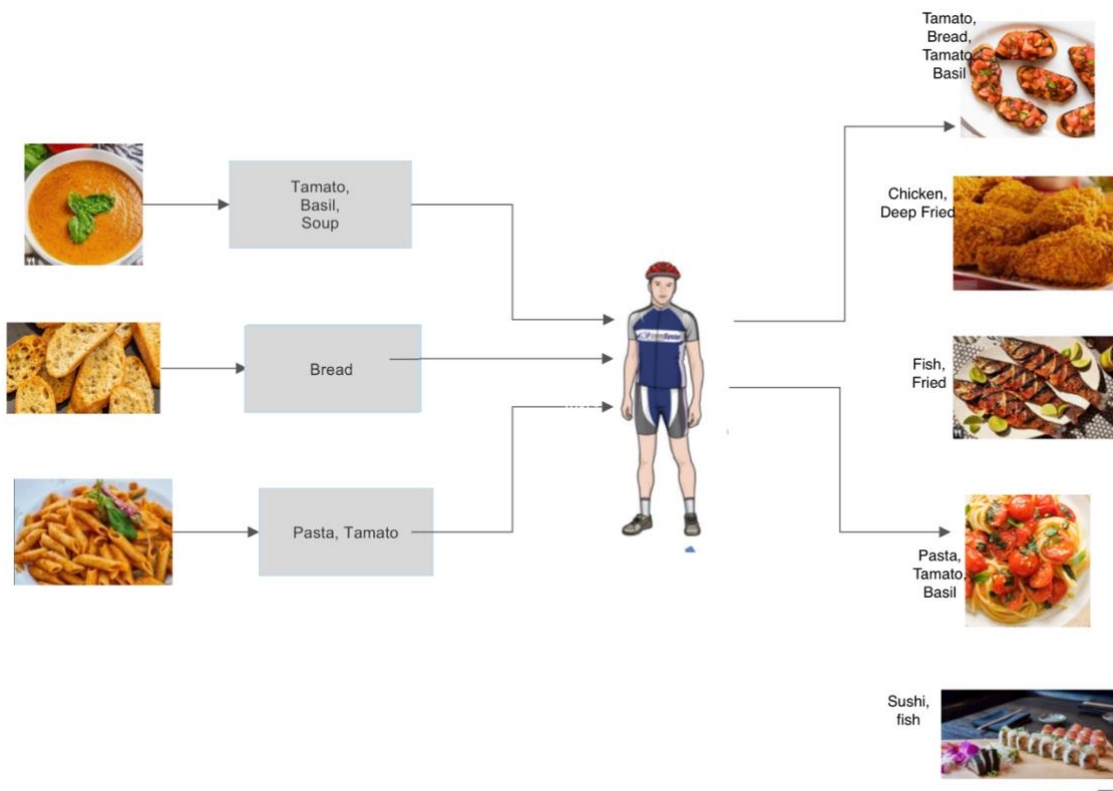 Tamato,
Basil,
Soup
Bread
Pasta, Tamato
Tamato,
Bread,
Tamato,
Basil
Chicken,
Deep Fried
Fish,
Fried
Pasta,
Tamato,
Basil
Sushi,
fish